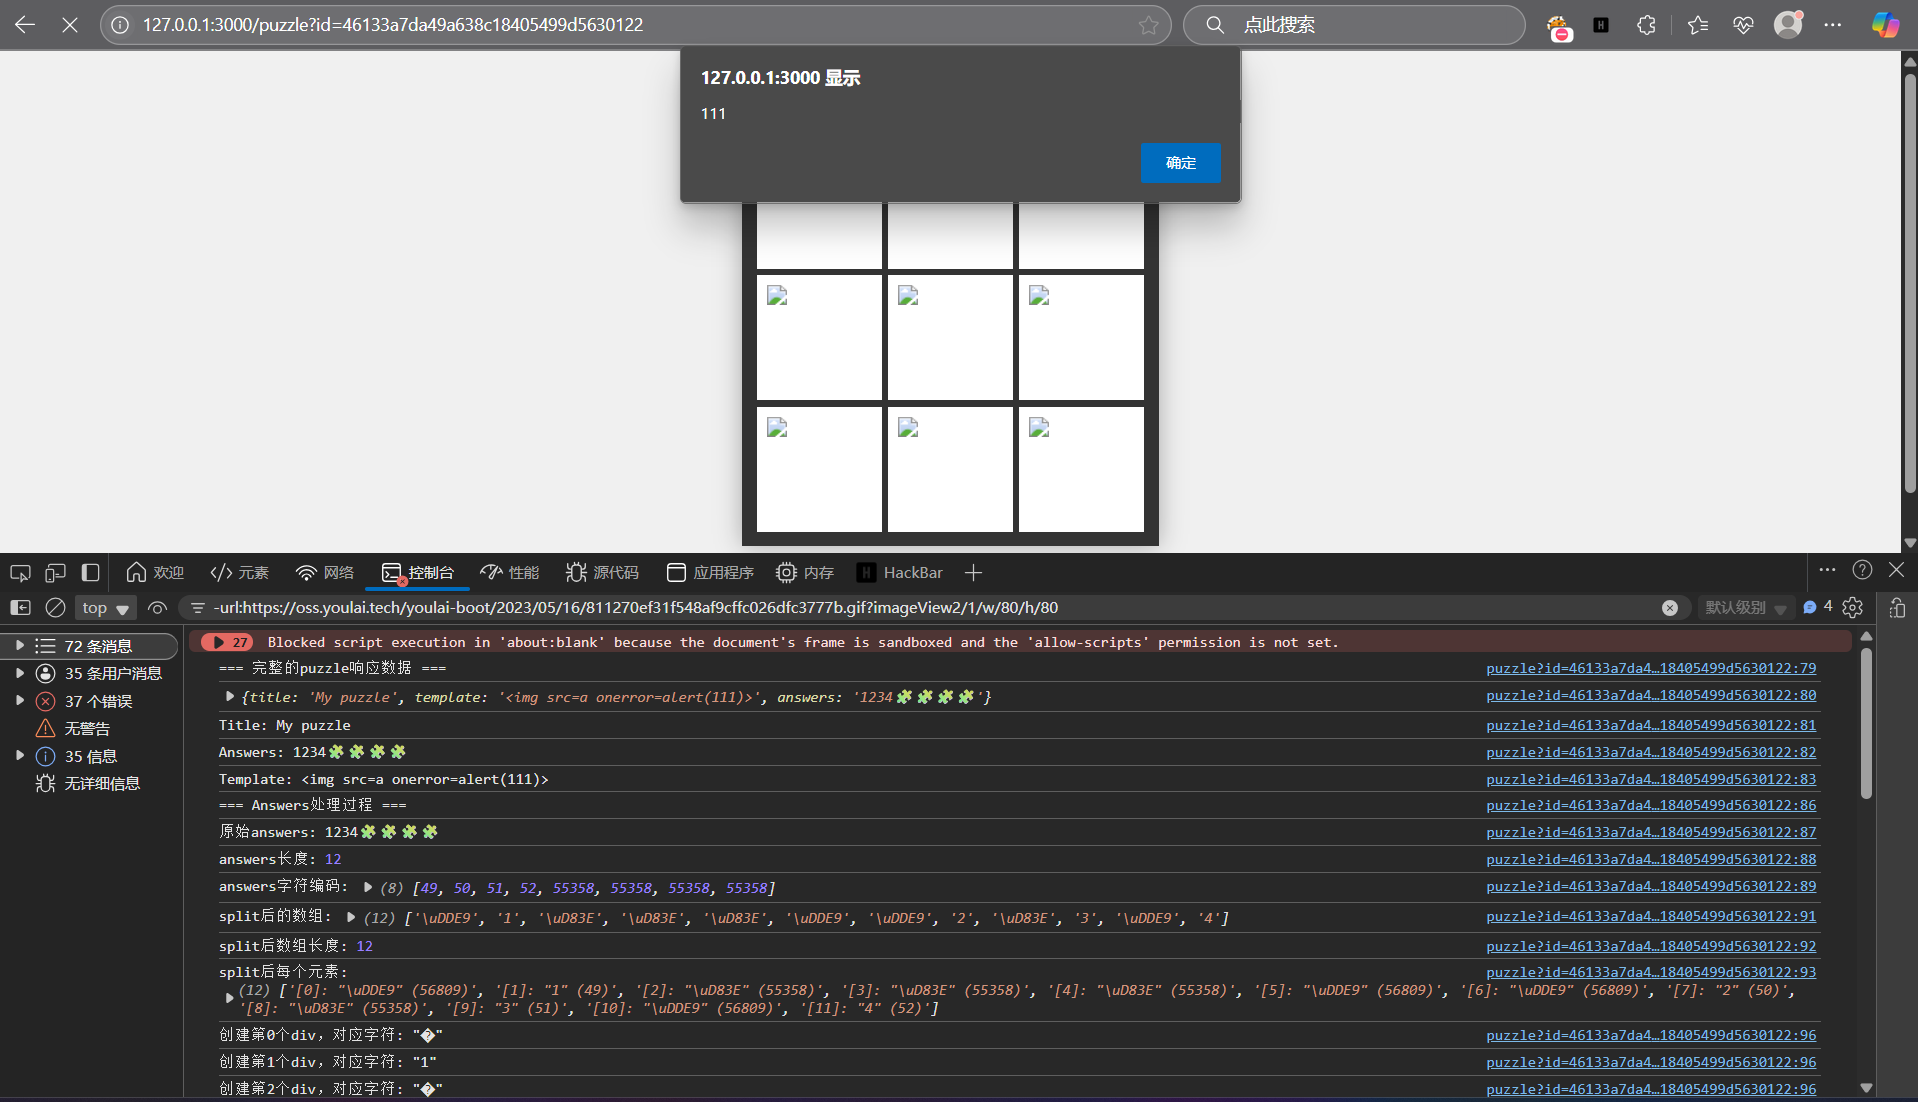 127.0.0.1:3000/puzzle?id=46133a7da49a638c18405499d5630122
点此搜索
127.0.0.1:3000 显示
111
确定
欢迎 元素 网络 控制台 性能 源代码 应用程序 内存 HackBar
top -url:https://oss.youlai.tech/youlai-boot/2023/05/16/811270ef31f548af9cffc026dfc3777b.gif?imageView2/1/w/80/h/80 默认级别 4
72 条消息
35 条用户消息
37 个错误
无警告
35 信息
无详细信息
27 Blocked script execution in 'about:blank' because the document's frame is sandboxed and the 'allow-scripts' permission is not set.
=== 完整的puzzle响应数据 === puzzle?id=46133a7da4…18405499d5630122:79
{title: 'My puzzle', template: '<img src=a onerror=alert(111)>', answers: '1234🧩🧩🧩🧩'} puzzle?id=46133a7da4…18405499d5630122:80
Title: My puzzle puzzle?id=46133a7da4…18405499d5630122:81
Answers: 1234🧩🧩🧩🧩 puzzle?id=46133a7da4…18405499d5630122:82
Template: <img src=a onerror=alert(111)> puzzle?id=46133a7da4…18405499d5630122:83
=== Answers处理过程 === puzzle?id=46133a7da4…18405499d5630122:86
原始answers: 1234🧩🧩🧩🧩 puzzle?id=46133a7da4…18405499d5630122:87
answers长度: 12 puzzle?id=46133a7da4…18405499d5630122:88
answers字符编码: (8) [49, 50, 51, 52, 55358, 55358, 55358, 55358] puzzle?id=46133a7da4…18405499d5630122:89
split后的数组: (12) ['\uDDE9', '1', '\uD83E', '\uD83E', '\uD83E', '\uDDE9', '\uDDE9', '2', '\uD83E', '3', '\uDDE9', '4'] puzzle?id=46133a7da4…18405499d5630122:91
split后数组长度: 12 puzzle?id=46133a7da4…18405499d5630122:92
split后每个元素: puzzle?id=46133a7da4…18405499d5630122:93
(12) ['[0]: "\uDDE9" (56809)', '[1]: "1" (49)', '[2]: "\uD83E" (55358)', '[3]: "\uD83E" (55358)', '[4]: "\uD83E" (55358)', '[5]: "\uDDE9" (56809)', '[6]: "\uDDE9" (56809)', '[7]: "2" (50)',
'[8]: "\uD83E" (55358)', '[9]: "3" (51)', '[10]: "\uDDE9" (56809)', '[11]: "4" (52)']
创建第0个div，对应字符: "�" puzzle?id=46133a7da4…18405499d5630122:96
创建第1个div，对应字符: "1" puzzle?id=46133a7da4…18405499d5630122:96
创建第2个div，对应字符: "�" puzzle?id=46133a7da4…18405499d5630122:96